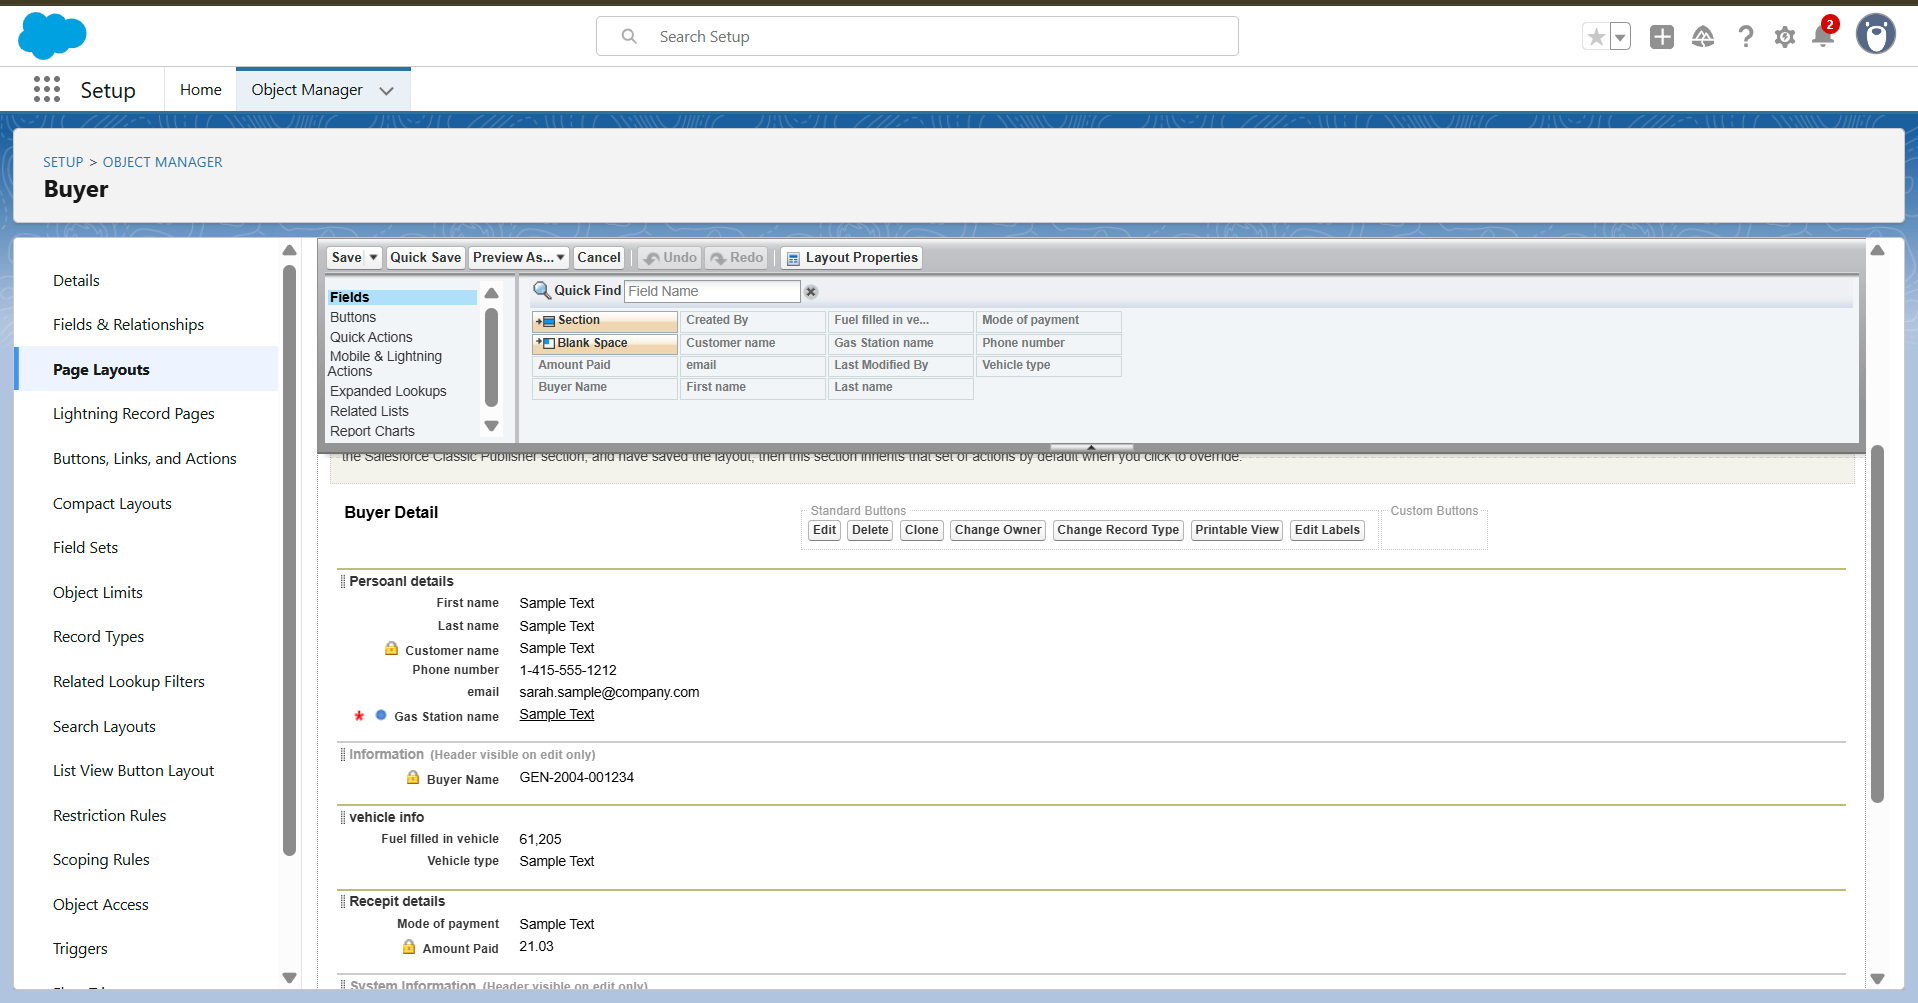 Search Setup
2
Setup
Home
Object Manager
SETUP > OBJECT MANAGER
Buyer
Details
Fields & Relationships
Page Layouts
Lightning Record Pages
Buttons, Links, and Actions
Compact Layouts
Field Sets
Object Limits
Record Types
Related Lookup Filters
Search Layouts
List View Button Layout
Restriction Rules
Scoping Rules
Object Access
Triggers
Save Quick Save Preview As... Cancel Undo Redo Layout Properties
Fields
Buttons
Quick Actions
Mobile & Lightning
Actions
Expanded Lookups
Related Lists
Report Charts
Quick Find Field Name
Section Created By Fuel filled in ve... Mode of payment
Blank Space Customer name Gas Station name Phone number
Amount Paid email Last Modified By Vehicle type
Buyer Name First name Last name
the Salesforce Classic Publisher section, and have saved the layout, then this section inherits that set of actions by default when you click to override.
Buyer Detail
Standard Buttons
Edit Delete Clone Change Owner Change Record Type Printable View Edit Labels
Custom Buttons
Persoanl details
First name Sample Text
Last name Sample Text
Customer name Sample Text
Phone number 1-415-555-1212
email sarah.sample@company.com
* Gas Station name Sample Text
Information (Header visible on edit only)
Buyer Name GEN-2004-001234
vehicle info
Fuel filled in vehicle 61,205
Vehicle type Sample Text
Recepit details
Mode of payment Sample Text
Amount Paid 21.03
System Information (Header visible on edit only)